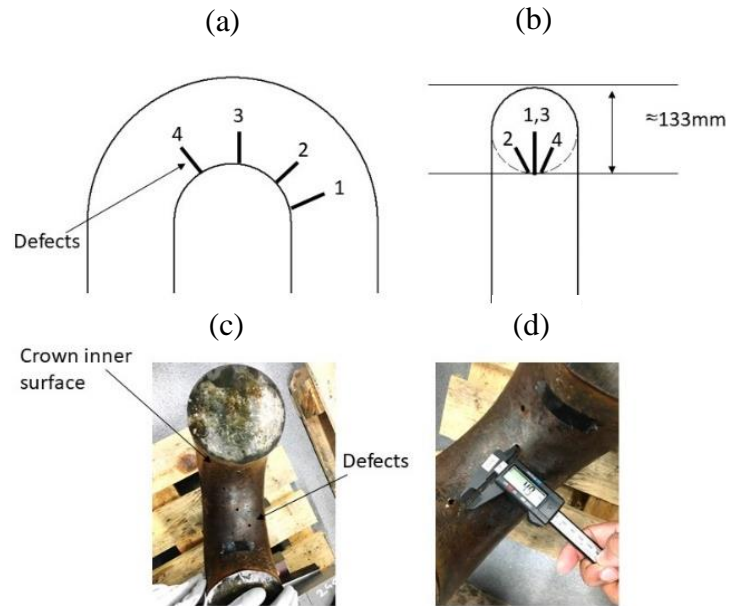 (a)
(b)
4
3
2
1
Defects
1,3
2
4
≈133mm
(c)
(d)
Crown inner
surface
Defects